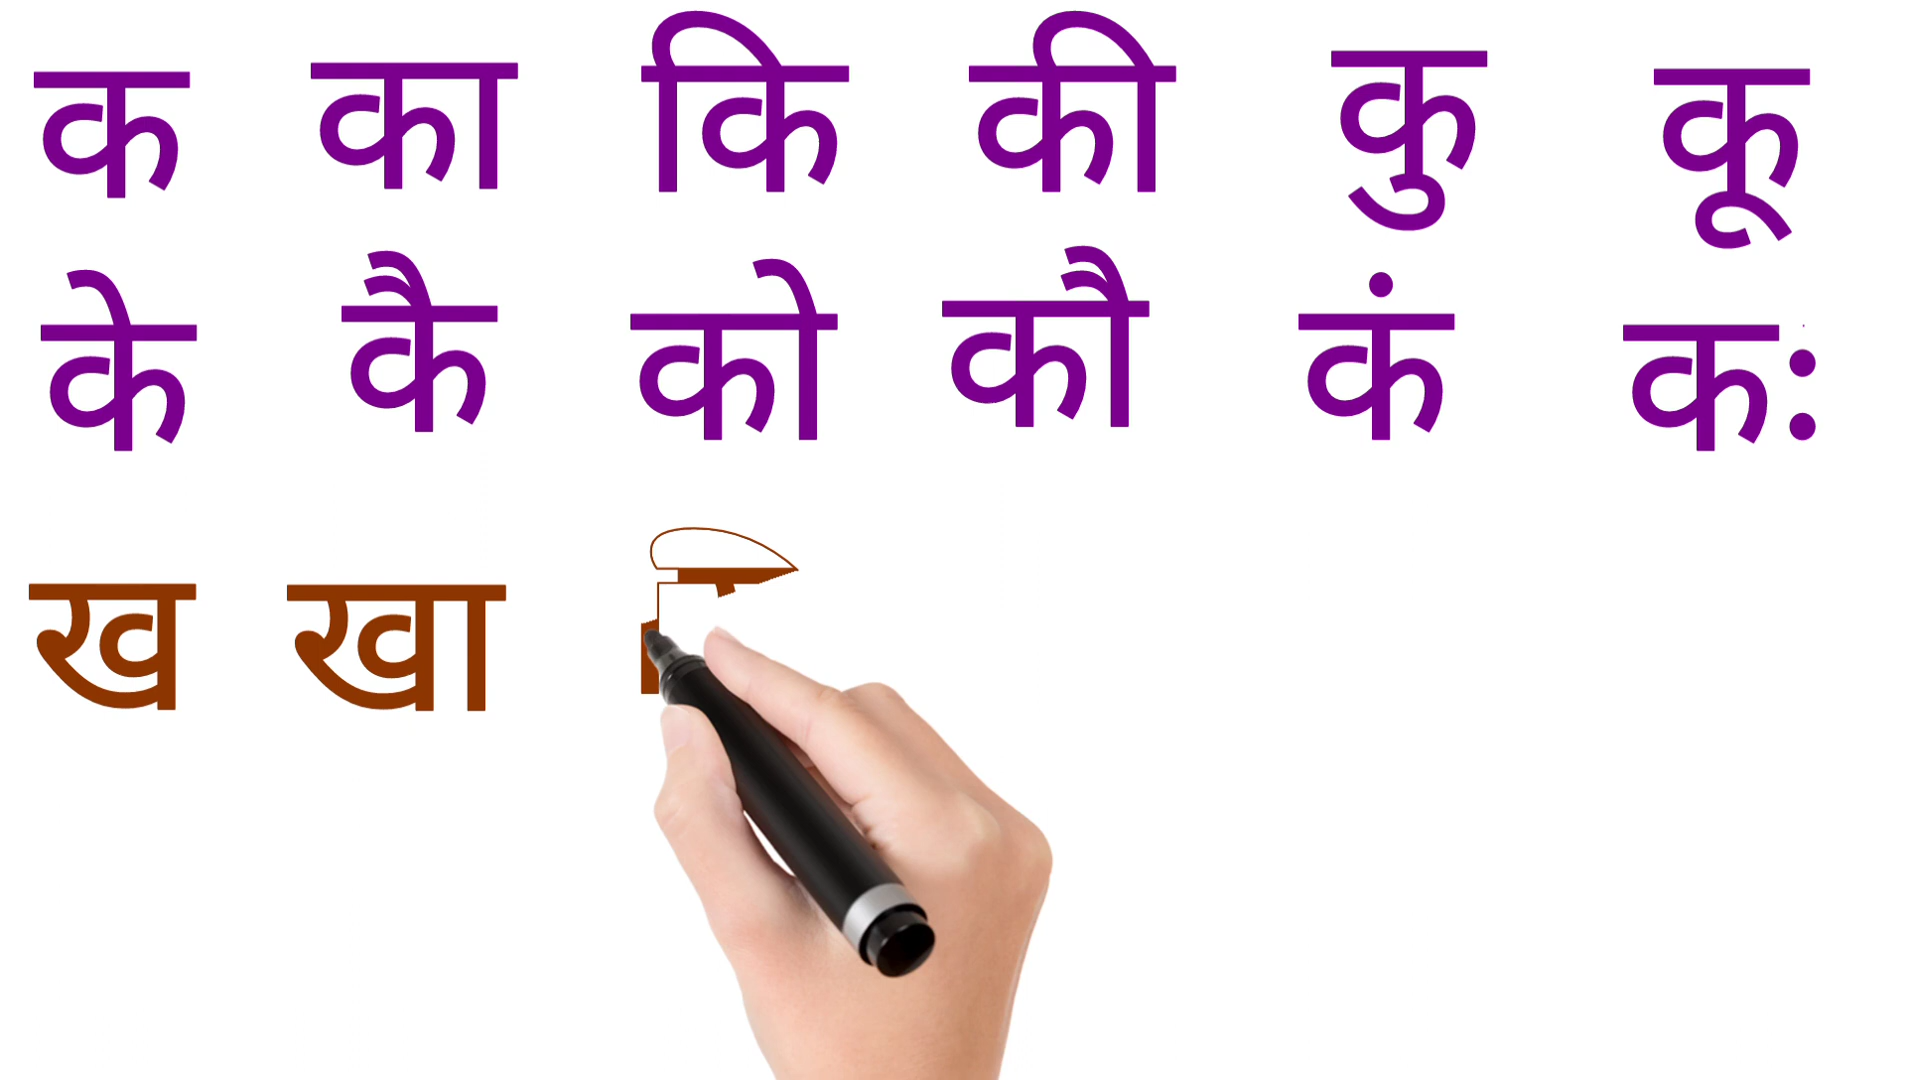 क का कि की कु कू
के कै को कौ कं कः
ख खा